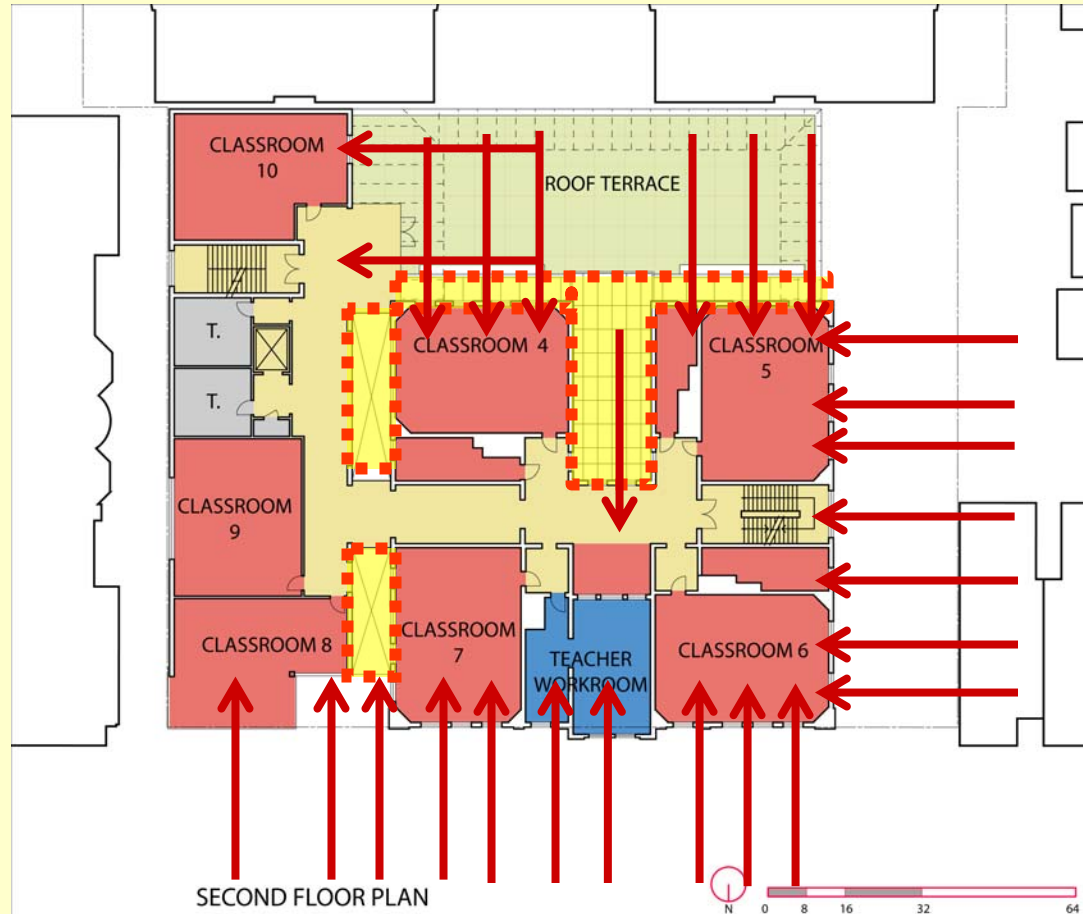 CLASSROOM
10
ROOF TERRACE
T.
CLASSROOM 4
CLASSROOM
5
T.
CLASSROOM
9
CLASSROOM 8
CLASSROOM
7
TEACHER
WORKROOM
CLASSROOM 6
SECOND FLOOR PLAN
N
0 8 16 32 64